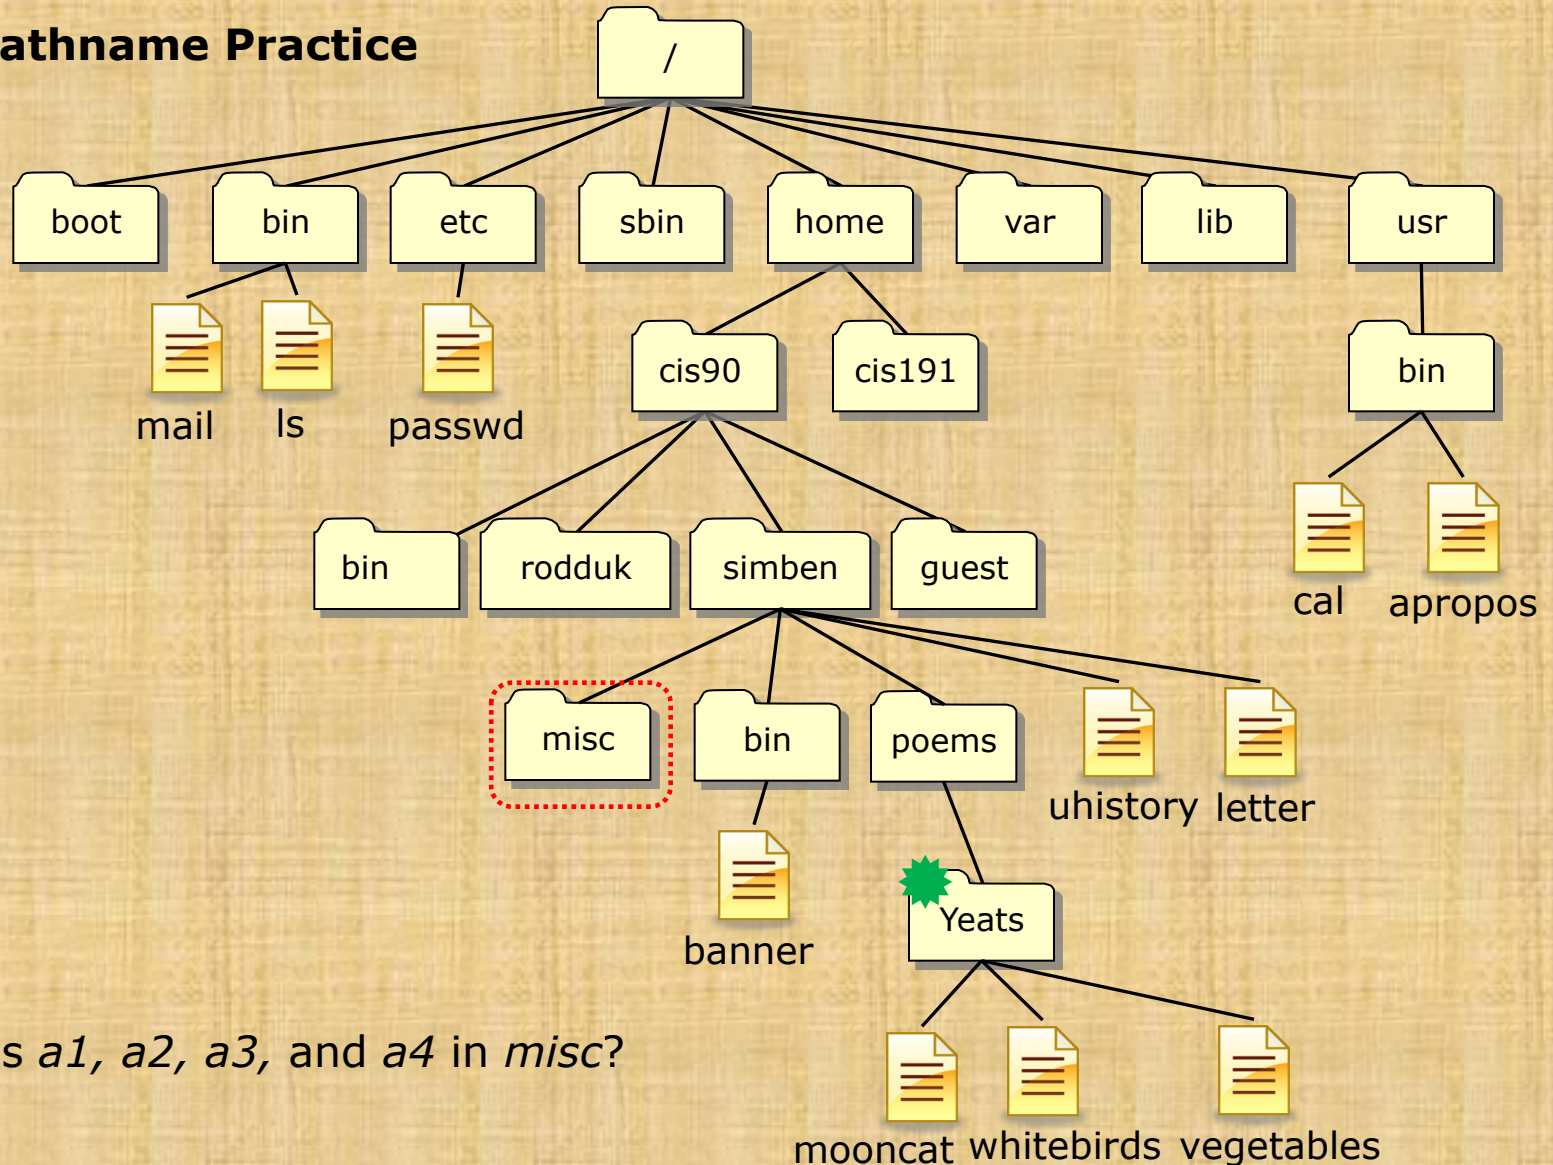 athname Practice
/
boot bin etc sbin home var lib usr
mail ls passwd
cis90 cis191 bin
cal apropos
bin rodduk simben guest
misc bin poems
uhistory letter
banner
Yeats
s a1, a2, a3, and a4 in misc?
mooncat whitebirds vegetables